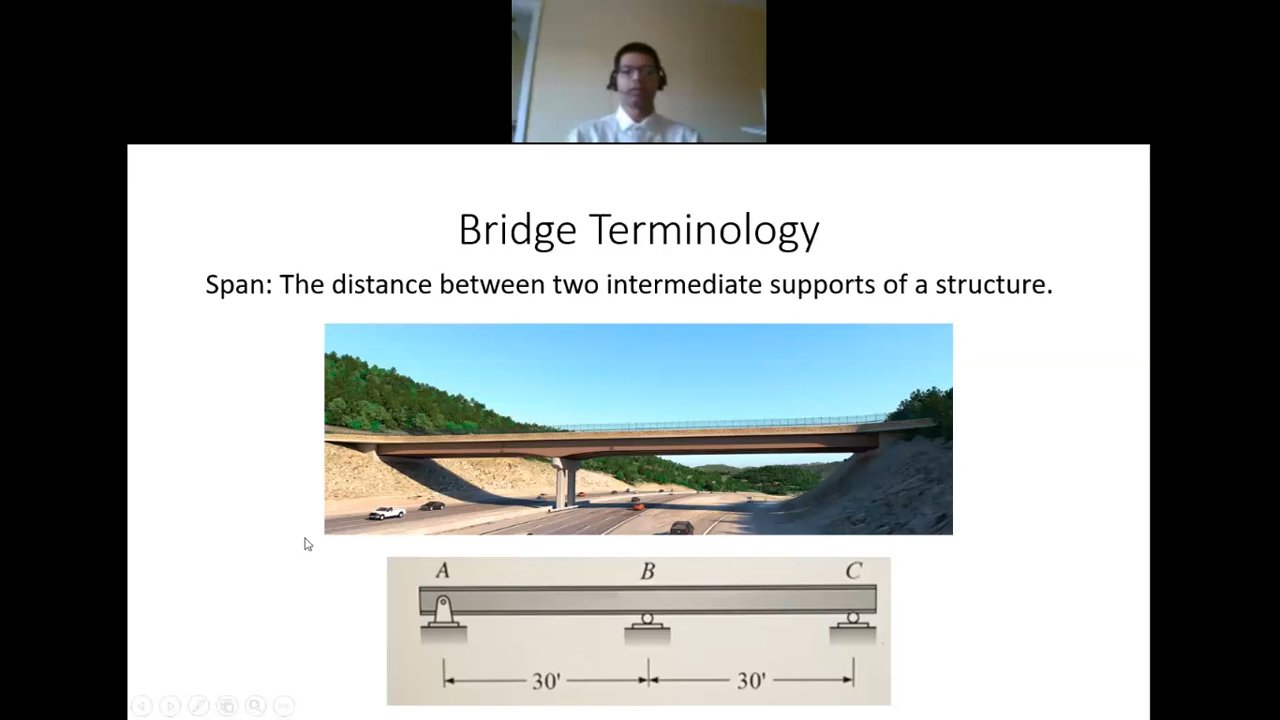 Bridge Terminology
Span: The distance between two intermediate supports of a structure.
A B C
30' 30'